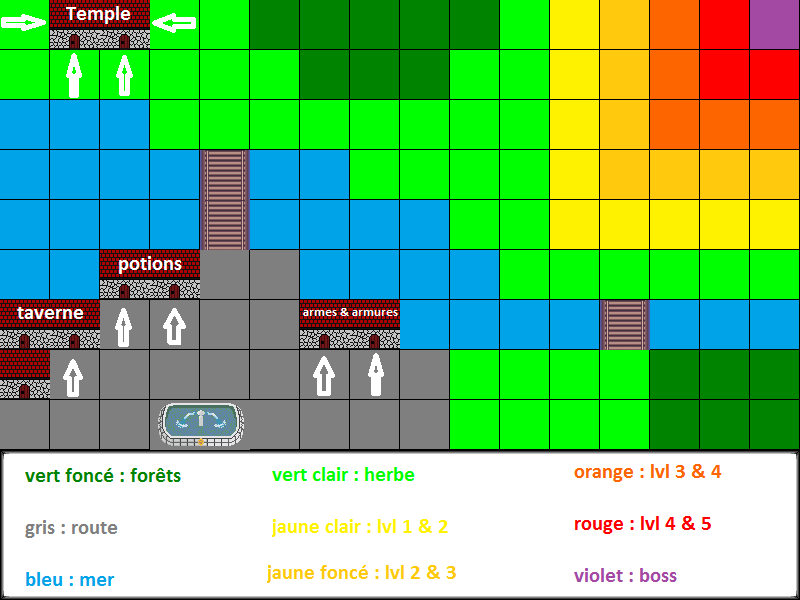 Temple
potions
taverne
armes & armures
vert foncé : forêts
vert clair : herbe
orange : lvl 3 & 4
gris : route
jaune clair : lvl 1 & 2
rouge : lvl 4 & 5
bleu : mer
jaune foncé : lvl 2 & 3
violet : boss